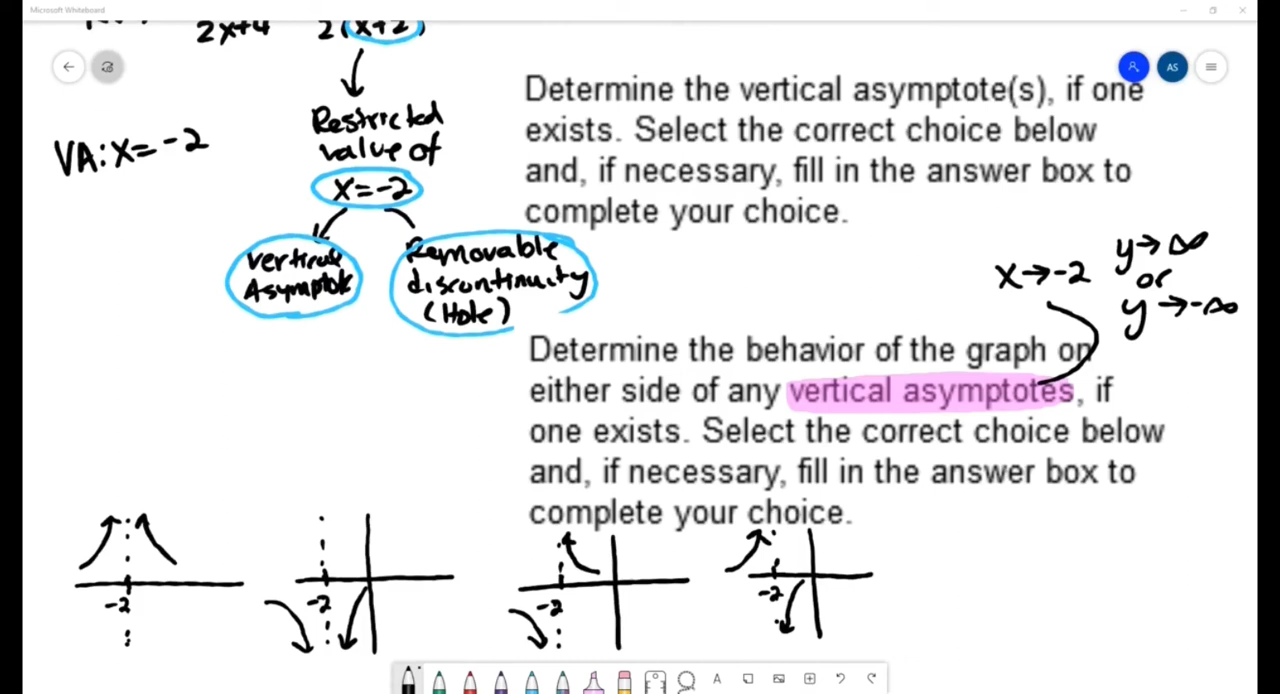 Microsoft Whiteboard
2x+4 2(x+2)
Restricted
value of
x=-2
VA: x=-2
Vertical
Asymptote
Removable
discontinuity
(Hole)
AS
Determine the vertical asymptote(s), if one
exists. Select the correct choice below
and, if necessary, fill in the answer box to
complete your choice.
x→-2
y→∞
or
y→-∞
Determine the behavior of the graph on
either side of any vertical asymptotes, if
one exists. Select the correct choice below
and, if necessary, fill in the answer box to
complete your choice.
-2
-2
-2
-2
A